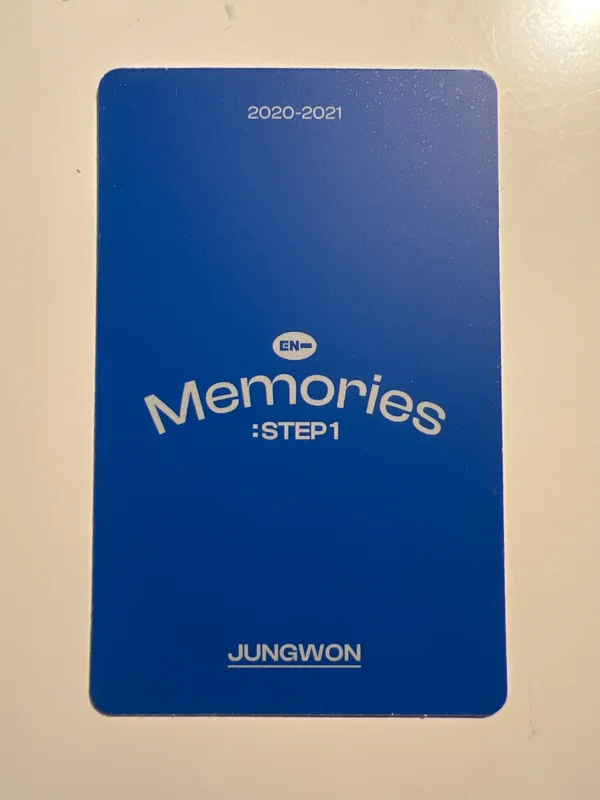 2020-2021
EN-
Memories
:STEP1
JUNGWON